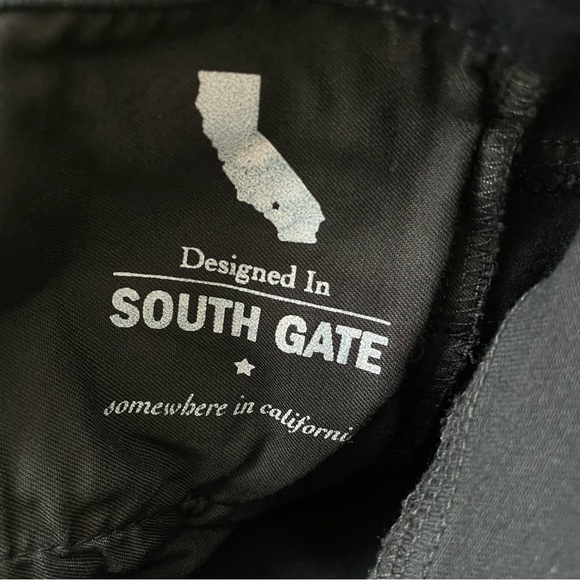 Designed In
SOUTH GATE
somewhere in californi